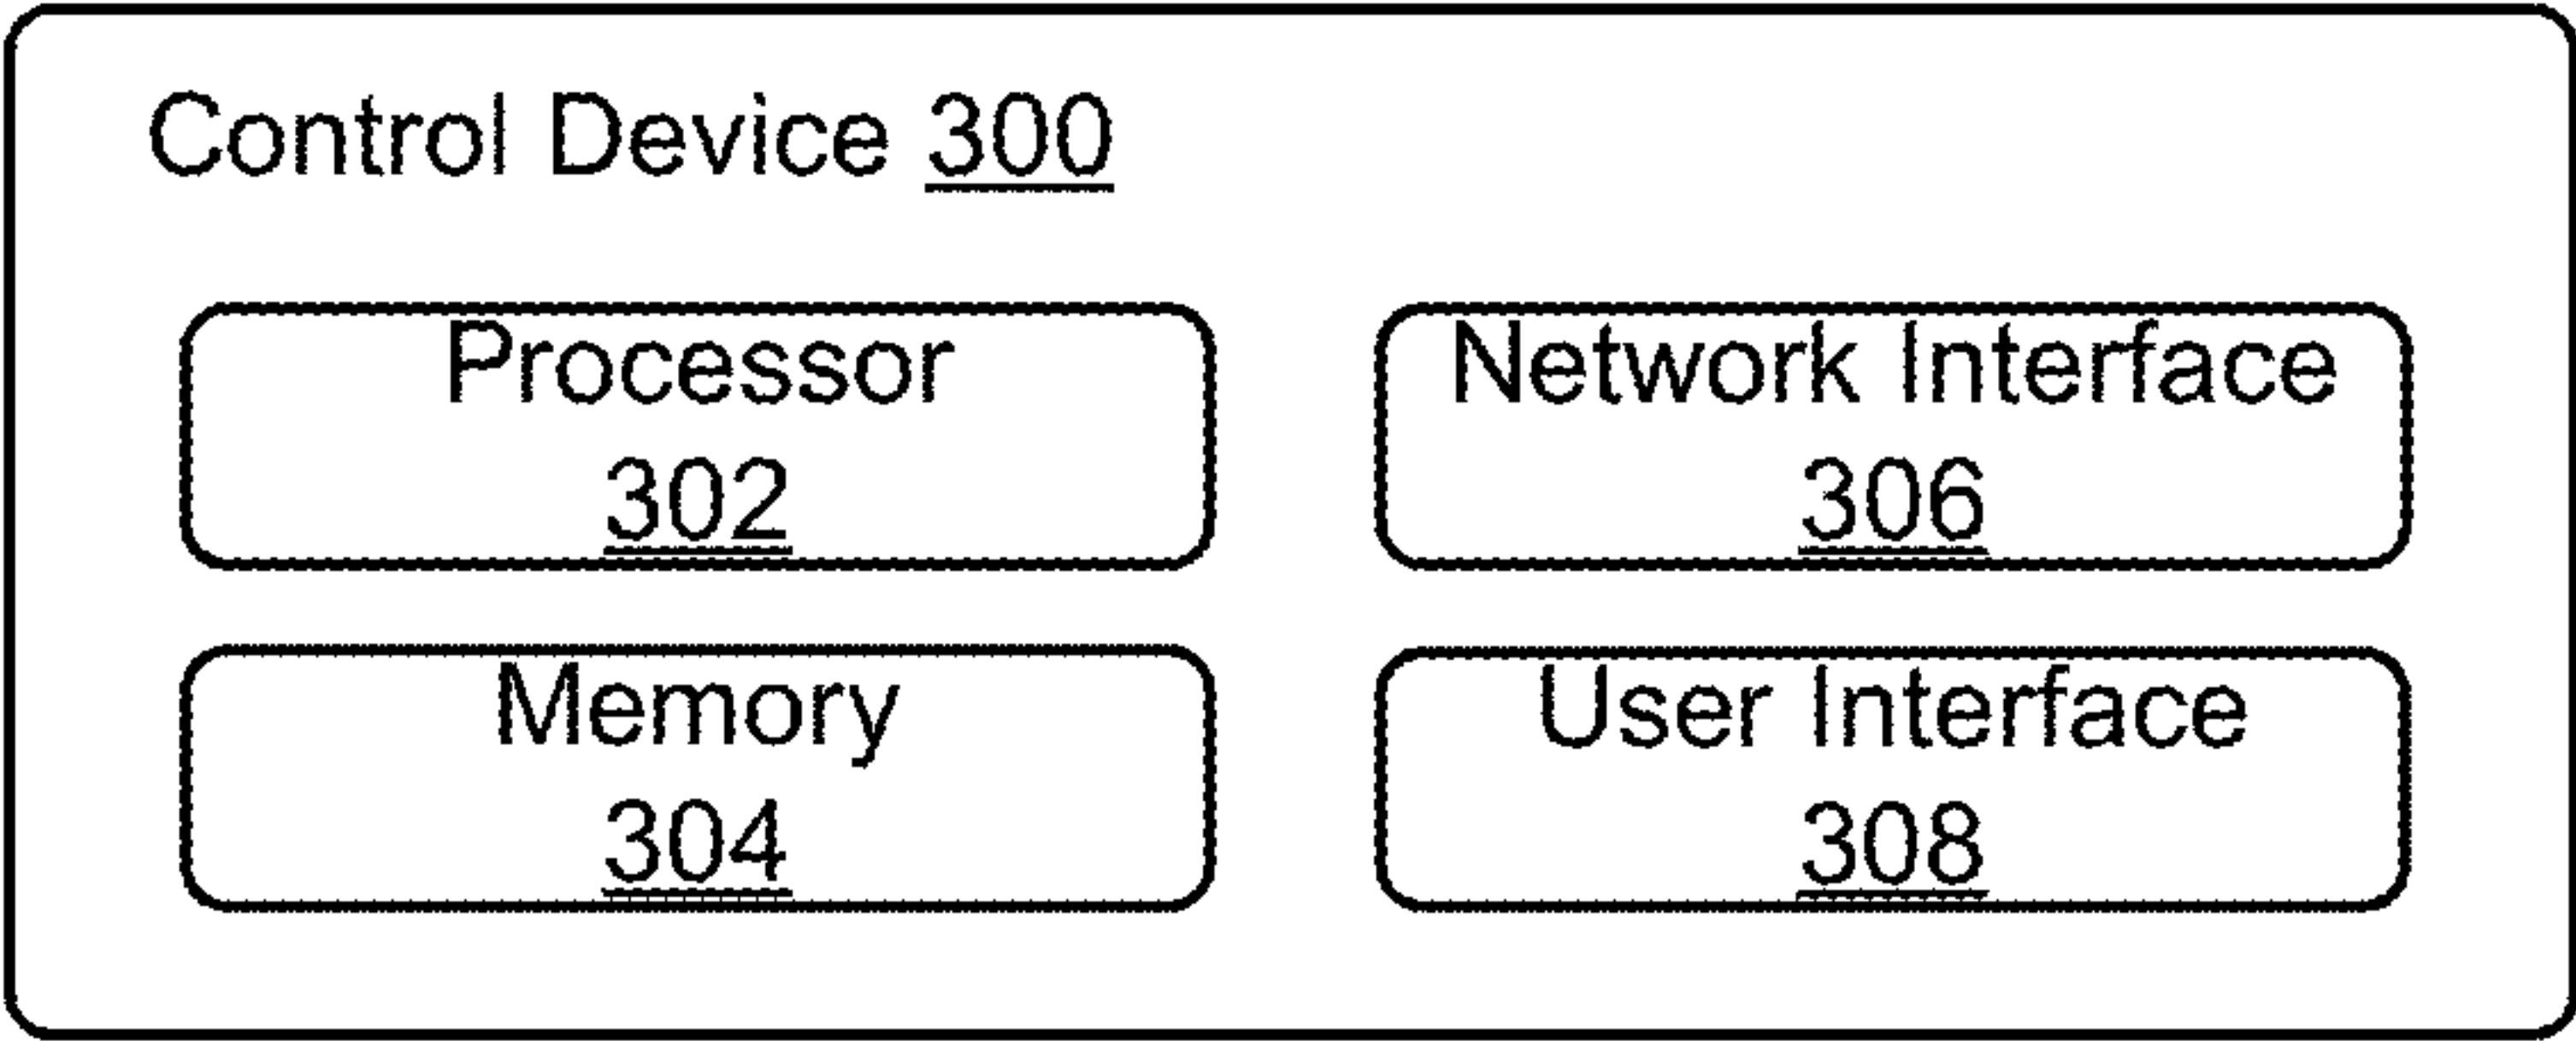 Control Device 300
Processor
302
Network Interface
306
Memory
304
User Interface
308